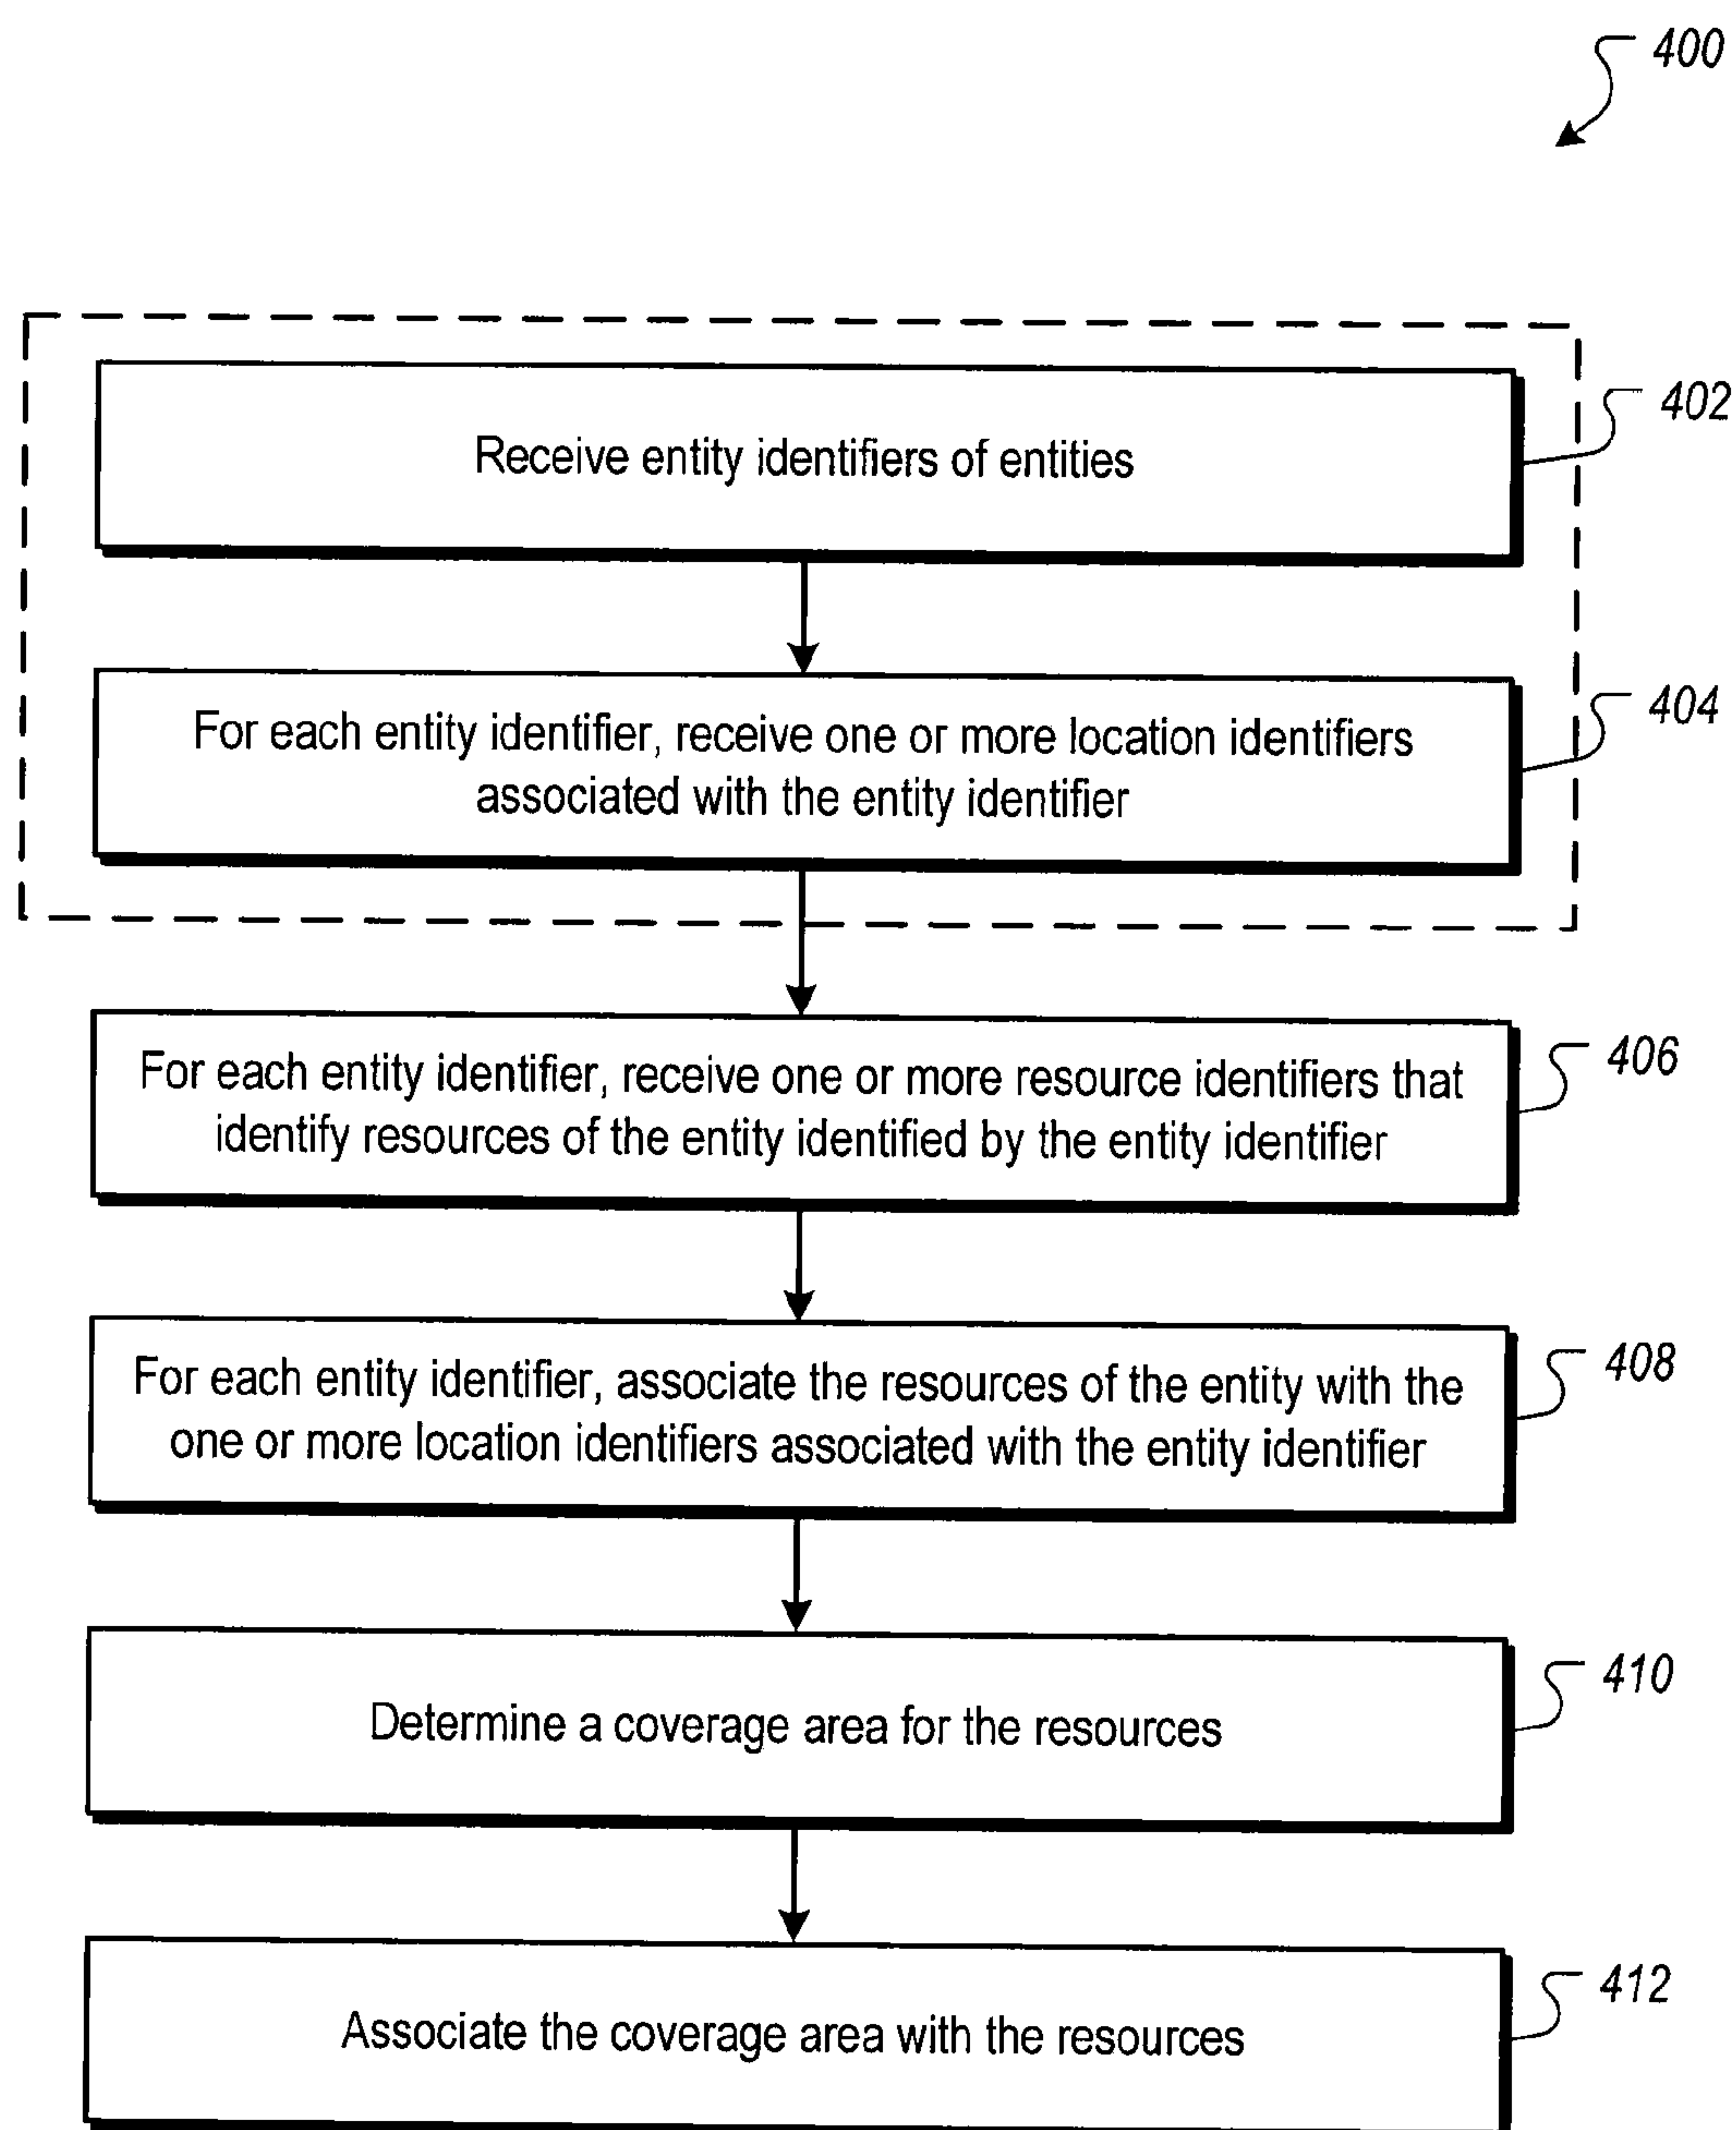 400
Receive entity identifiers of entities
402
For each entity identifier, receive one or more location identifiers
associated with the entity identifier
404
For each entity identifier, receive one or more resource identifiers that
identify resources of the entity identified by the entity identifier
406
For each entity identifier, associate the resources of the entity with the
one or more location identifiers associated with the entity identifier
408
Determine a coverage area for the resources
410
Associate the coverage area with the resources
412